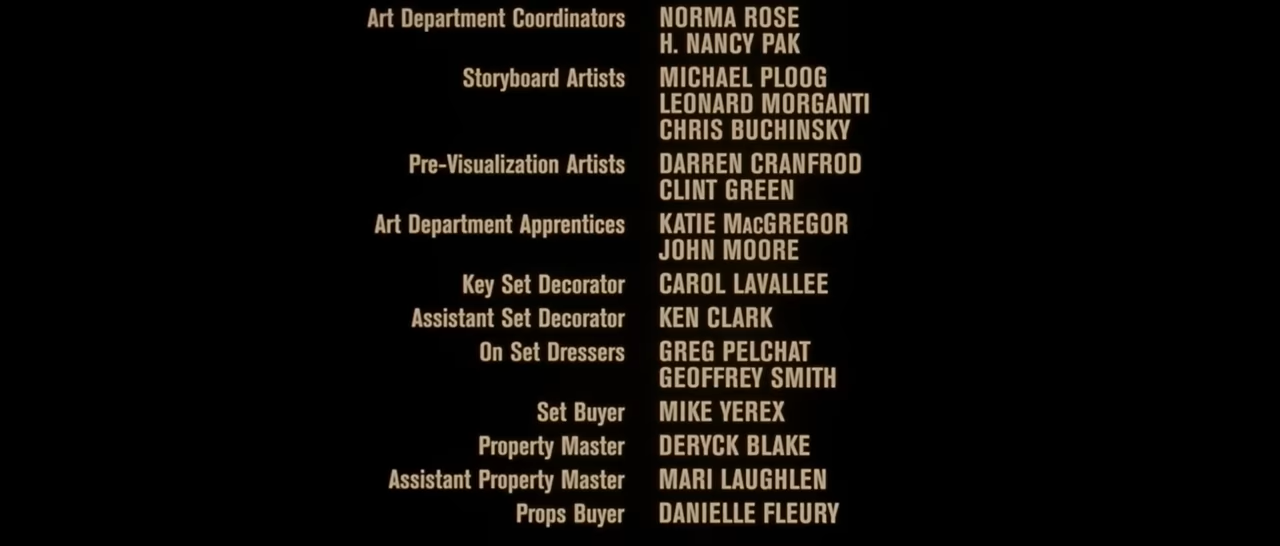 Art Department Coordinators NORMA ROSE
H. NANCY PAK
Storyboard Artists MICHAEL PLOOG
LEONARD MORGANTI
CHRIS BUCHINSKY
Pre-Visualization Artists DARREN CRANFROD
CLINT GREEN
Art Department Apprentices KATIE MACGREGOR
JOHN MOORE
Key Set Decorator CAROL LAVALLEE
Assistant Set Decorator KEN CLARK
On Set Dressers GREG PELCHAT
GEOFFREY SMITH
Set Buyer MIKE YEREX
Property Master DERYCK BLAKE
Assistant Property Master MARI LAUGHLEN
Props Buyer DANIELLE FLEURY